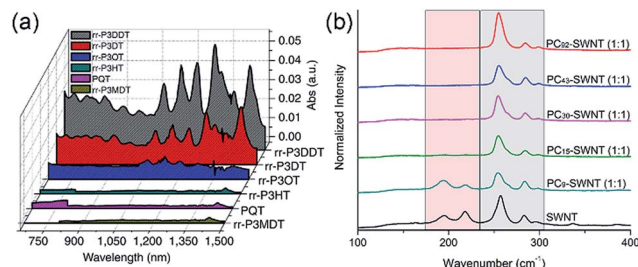 (a)
rr-P3DDT
rr-P3DT
rr-P3OT
rr-P3HT
PQT
rr-P3MDT
0.05
0.04
0.03
0.02
0.01
0.00
Abs (a.u.)
rr-P3DDT
rr-P3DT
rr-P3OT
rr-P3HT
PQT
rr-P3MDT
750 900 1,050 1,200 1,350 1,500
Wavelength (nm)
(b)
Normalized Intensity
PC92-SWNT (1:1)
PC43-SWNT (1:1)
PC30-SWNT (1:1)
PC15-SWNT (1:1)
PC9-SWNT (1:1)
SWNT
100 200 300 400
Wavenumber (cm⁻¹)